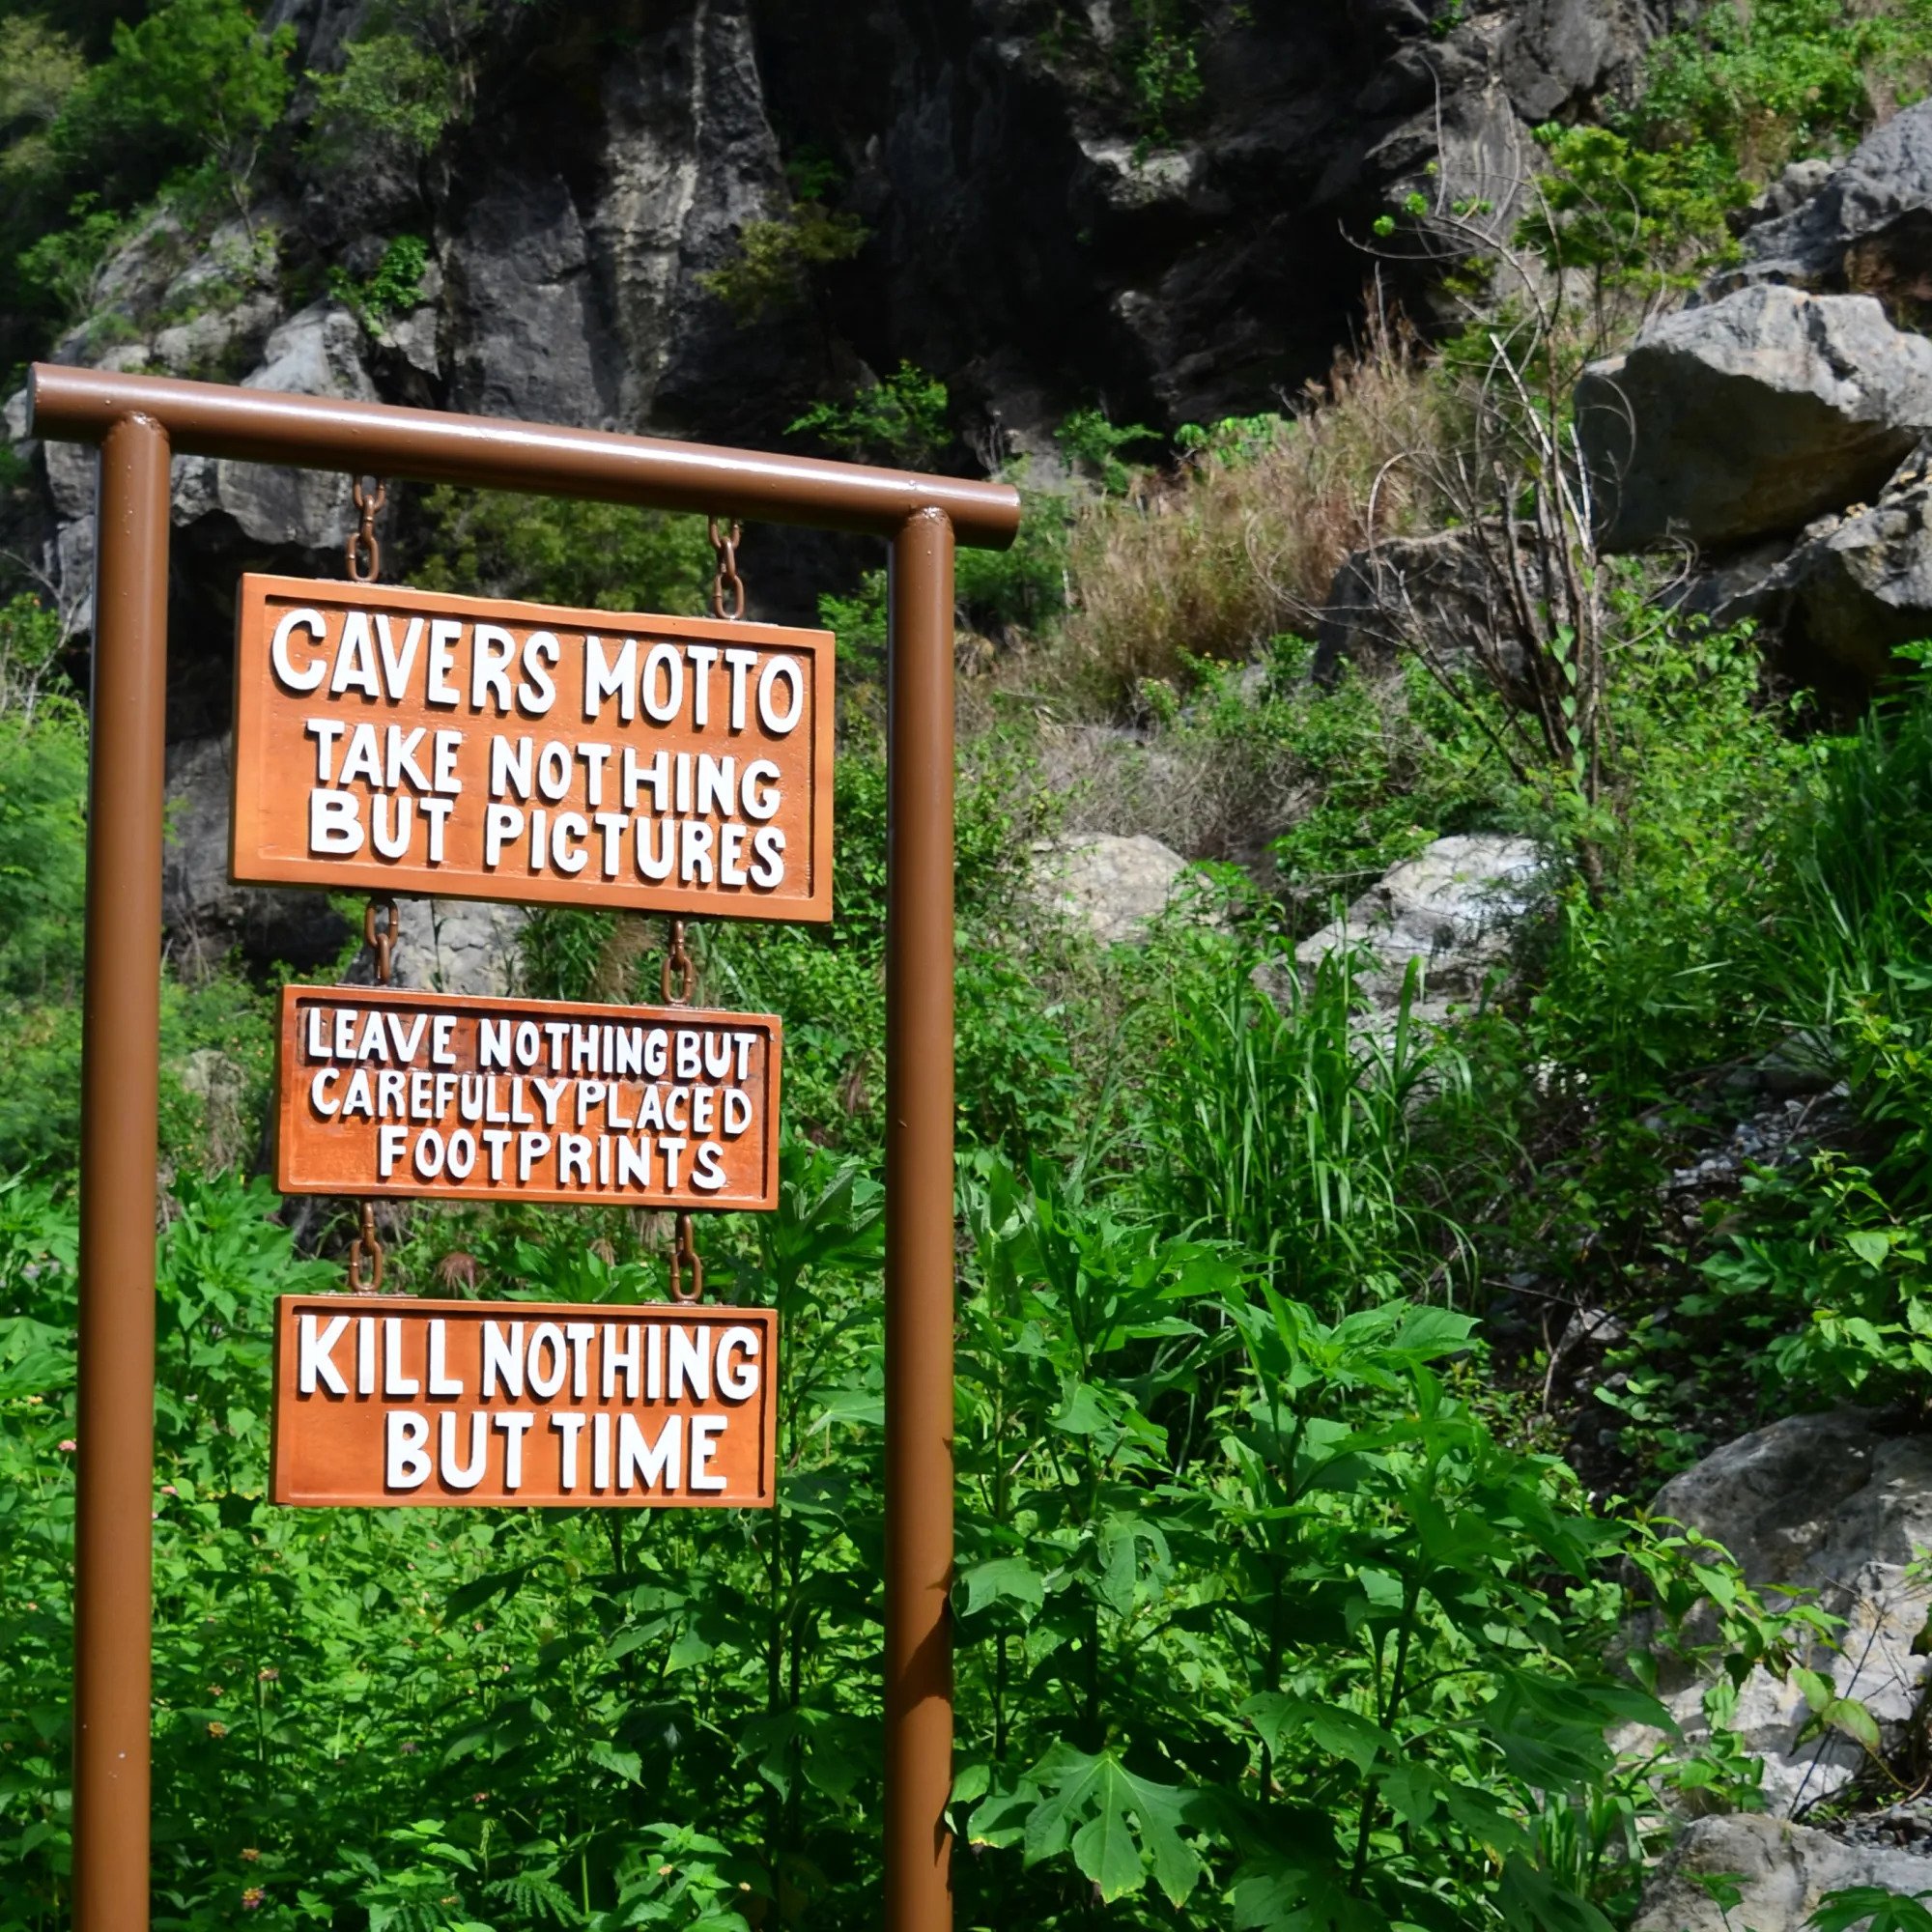 CAVERS MOTTO
TAKE NOTHING
BUT PICTURES
LEAVE NOTHING BUT
CAREFULLY PLACED
FOOTPRINTS
KILL NOTHING
BUT TIME